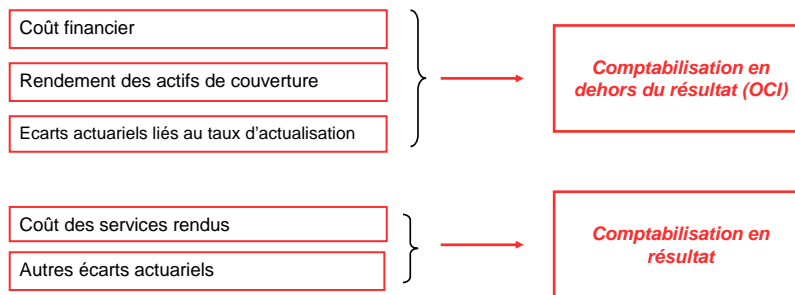 Coût financier
Rendement des actifs de couverture
Ecarts actuariels liés au taux d'actualisation
Comptabilisation en
dehors du résultat (OCI)
Coût des services rendus
Autres écarts actuariels
Comptabilisation en
résultat